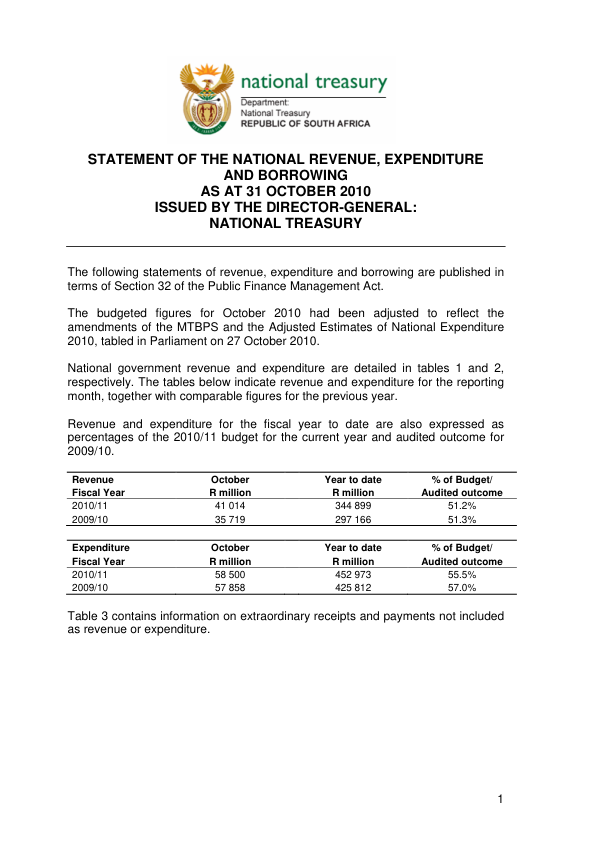 national treasury
Department:
National Treasury
REPUBLIC OF SOUTH AFRICA
STATEMENT OF THE NATIONAL REVENUE, EXPENDITURE
AND BORROWING
AS AT 31 OCTOBER 2010
ISSUED BY THE DIRECTOR-GENERAL:
NATIONAL TREASURY
The following statements of revenue, expenditure and borrowing are published in
terms of Section 32 of the Public Finance Management Act.
The budgeted figures for October 2010 had been adjusted to reflect the
amendments of the MTBPS and the Adjusted Estimates of National Expenditure
2010, tabled in Parliament on 27 October 2010.
National government revenue and expenditure are detailed in tables 1 and 2,
respectively. The tables below indicate revenue and expenditure for the reporting
month, together with comparable figures for the previous year.
Revenue and expenditure for the fiscal year to date are also expressed as
percentages of the 2010/11 budget for the current year and audited outcome for
2009/10.
Revenue October Year to date % of Budget/
Fiscal Year R million R million Audited outcome
2010/11 41 014 344 899 51.2%
2009/10 35 719 297 166 51.3%
Expenditure October Year to date % of Budget/
Fiscal Year R million R million Audited outcome
2010/11 58 500 452 973 55.5%
2009/10 57 858 425 812 57.0%
Table 3 contains information on extraordinary receipts and payments not included
as revenue or expenditure.
1